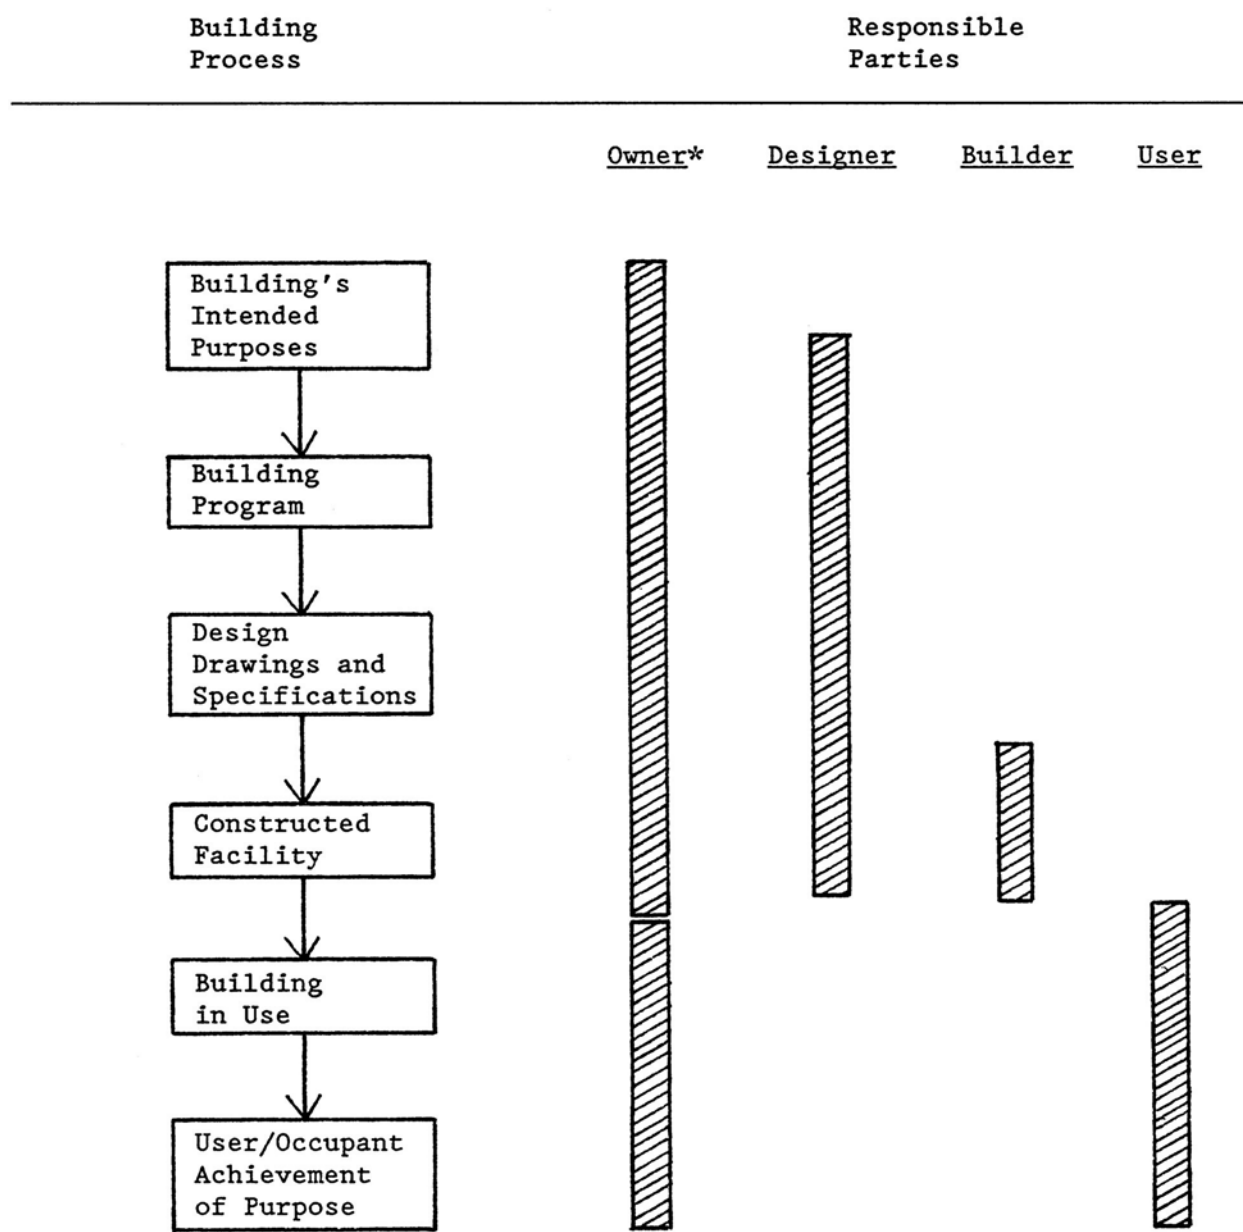 Building
Process
Responsible
Parties
Owner* Designer Builder User
Building's
Intended
Purposes
Building
Program
Design
Drawings and
Specifications
Constructed
Facility
Building
in Use
User/Occupant
Achievement
of Purpose